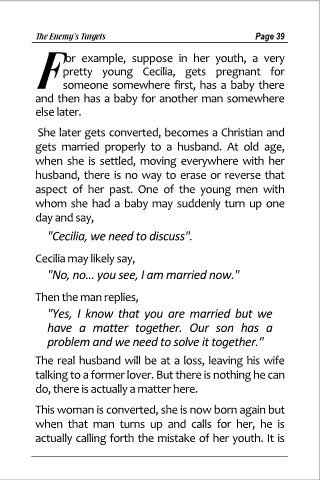 The Enemy's Targets Page 39
For example, suppose in her youth, a very
pretty young Cecilia, gets pregnant for
someone somewhere first, has a baby there
and then has a baby for another man somewhere
else later.
She later gets converted, becomes a Christian and
gets married properly to a husband. At old age,
when she is settled, moving everywhere with her
husband, there is no way to erase or reverse that
aspect of her past. One of the young men with
whom she had a baby may suddenly turn up one
day and say,
"Cecilia, we need to discuss".
Cecilia may likely say,
"No, no... you see, I am married now."
Then the man replies,
"Yes, I know that you are married but we
have a matter together. Our son has a
problem and we need to solve it together."
The real husband will be at a loss, leaving his wife
talking to a former lover. But there is nothing he can
do, there is actually a matter here.
This woman is converted, she is now born again but
when that man turns up and calls for her, he is
actually calling forth the mistake of her youth. It is